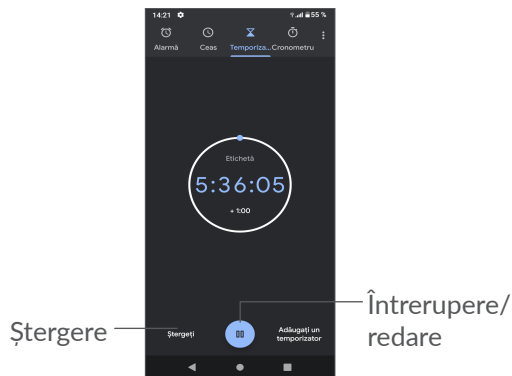 14:21 55 %
Alarmă Ceas Temporiza... Cronometru
Etichetă
5:36:05
+ 1:00
Ștergeți
Adăugați un
temporizator
Ștergere
Întrerupere/
redare